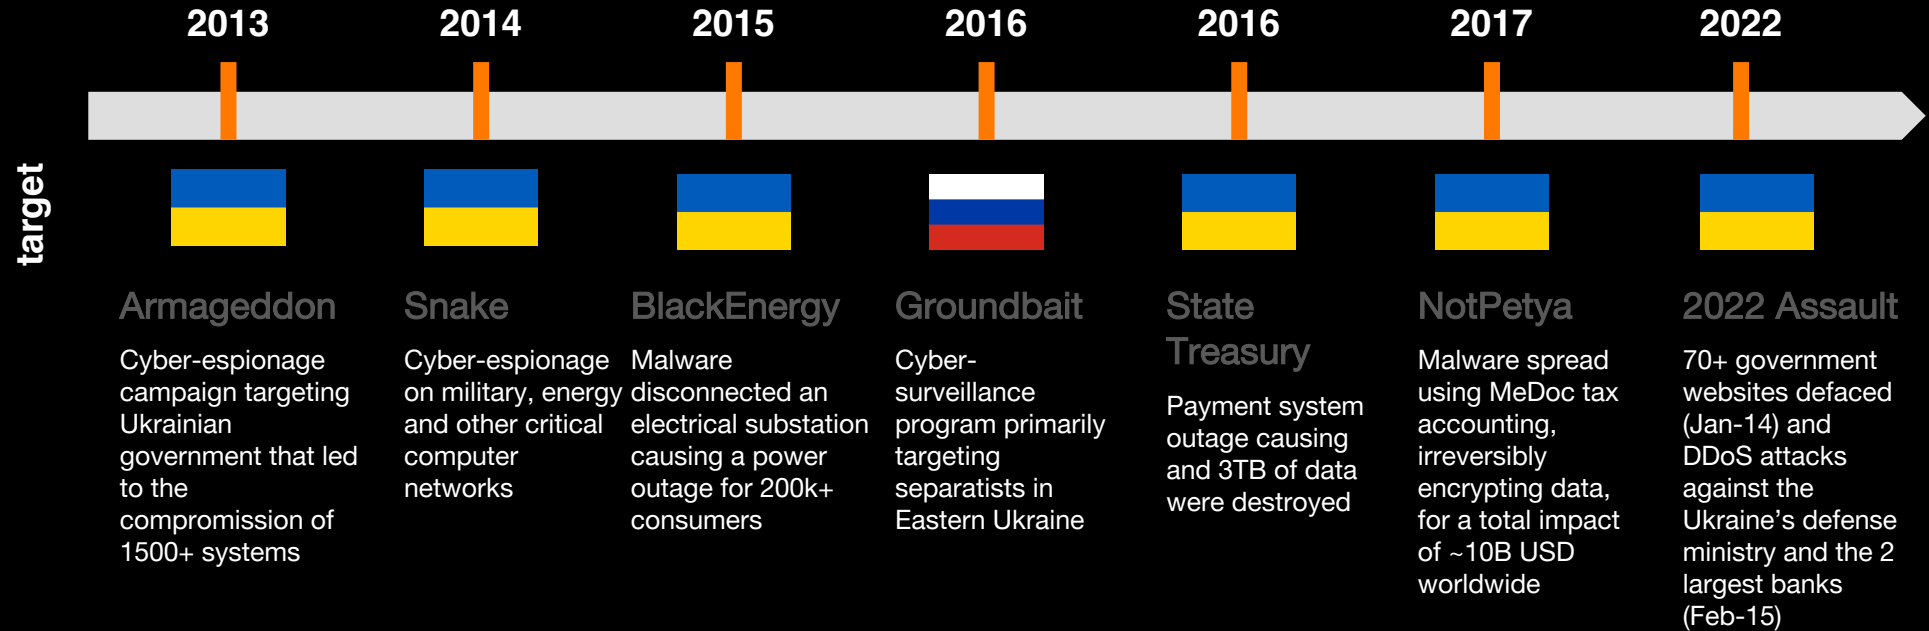 2013
2014
2015
2016
2016
2017
2022
target
Armageddon
Cyber-espionage
campaign targeting
Ukrainian
government that led
to the
compromission of
1500+ systems
Snake
Cyber-espionage
on military, energy
and other critical
computer
networks
BlackEnergy
Malware
disconnected an
electrical substation
causing a power
outage for 200k+
consumers
Groundbait
Cyber-
surveillance
program primarily
targeting
separatists in
Eastern Ukraine
State
Treasury
Payment system
outage causing
and 3TB of data
were destroyed
NotPetya
Malware spread
using MeDoc tax
accounting,
irreversibly
encrypting data,
for a total impact
of ~10B USD
worldwide
2022 Assault
70+ government
websites defaced
(Jan-14) and
DDoS attacks
against the
Ukraine’s defense
ministry and the 2
largest banks
(Feb-15)